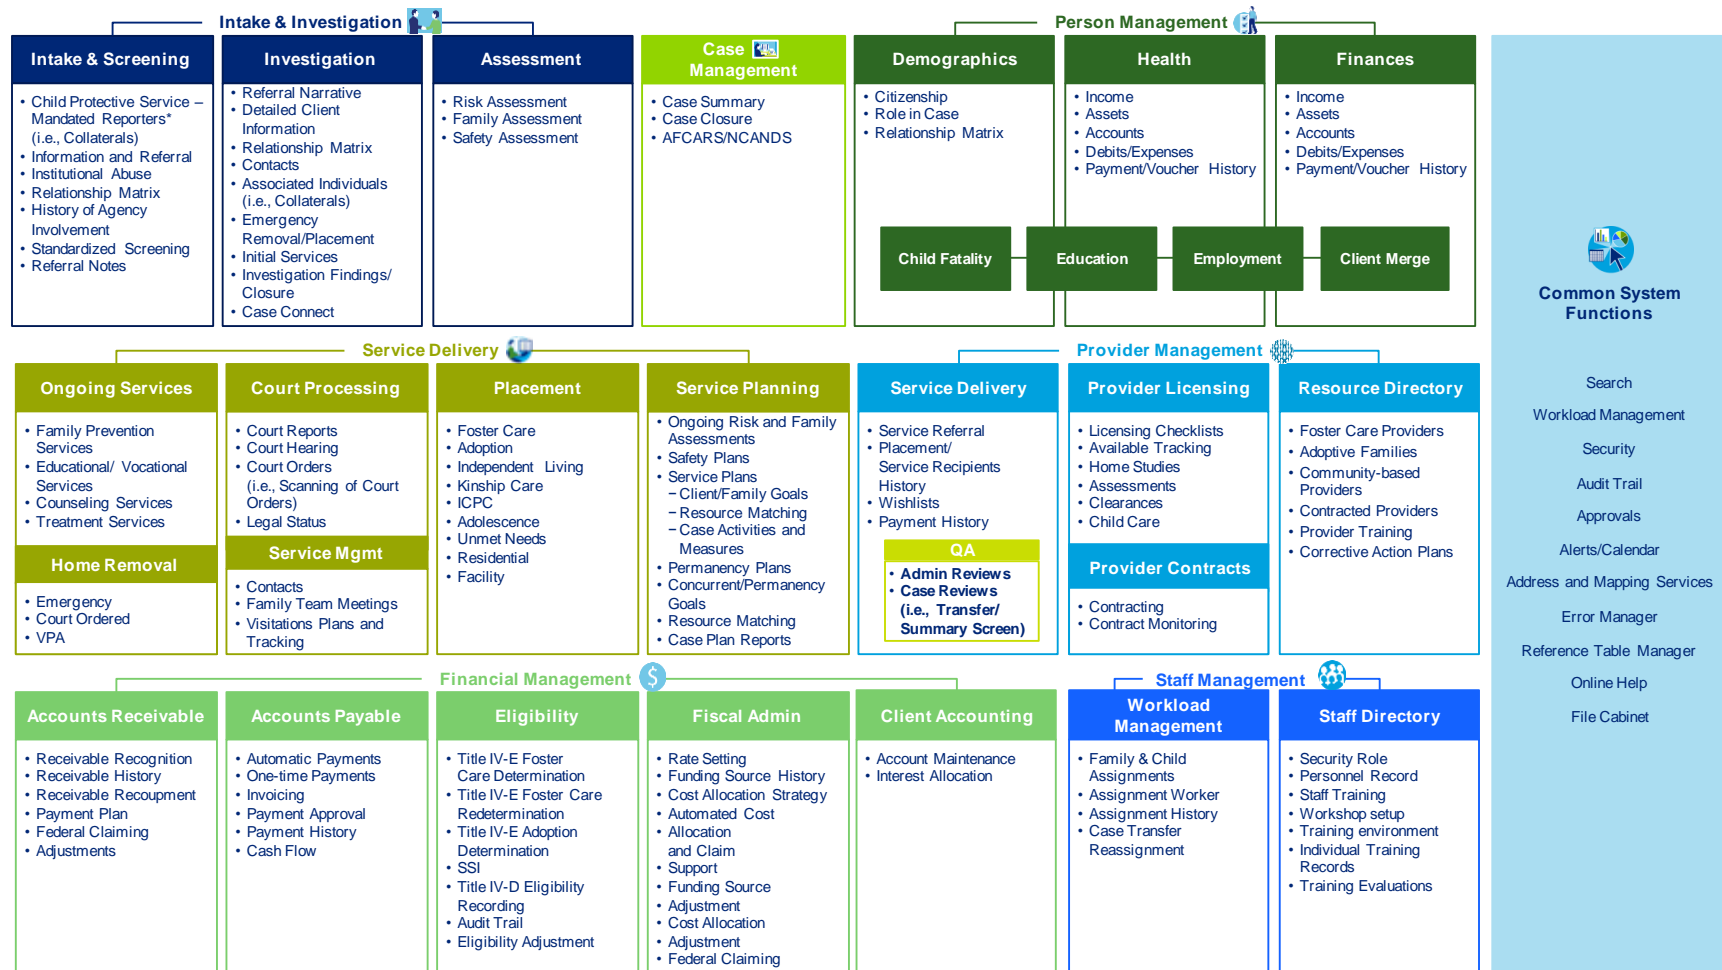 Intake & Investigation
Intake & Screening
• Child Protective Service –
Mandated Reporters*
(i.e., Collaterals)
• Information and Referral
• Institutional Abuse
• Relationship Matrix
• History of Agency
Involvement
• Standardized Screening
• Referral Notes
Investigation
• Referral Narrative
• Detailed Client
Information
• Relationship Matrix
• Contacts
• Associated Individuals
(i.e., Collaterals)
• Emergency
Removal/Placement
• Initial Services
• Investigation Findings/
Closure
• Case Connect
Assessment
• Risk Assessment
• Family Assessment
• Safety Assessment
Case
Management
• Case Summary
• Case Closure
• AFCARS/NCANDS
Person Management
Demographics
• Citizenship
• Role in Case
• Relationship Matrix
Health
• Income
• Assets
• Accounts
• Debits/Expenses
• Payment/Voucher History
Finances
• Income
• Assets
• Accounts
• Debits/Expenses
• Payment/Voucher History
Child Fatality
Education
Employment
Client Merge
Service Delivery
Ongoing Services
• Family Prevention
Services
• Educational/ Vocational
Services
• Counseling Services
• Treatment Services
Home Removal
• Emergency
• Court Ordered
• VPA
Court Processing
• Court Reports
• Court Hearing
• Court Orders
(i.e., Scanning of Court
Orders)
• Legal Status
Service Mgmt
• Contacts
• Family Team Meetings
• Visitations Plans and
Tracking
Placement
• Foster Care
• Adoption
• Independent Living
• Kinship Care
• ICPC
• Adolescence
• Unmet Needs
• Residential
• Facility
Service Planning
• Ongoing Risk and Family
Assessments
• Safety Plans
• Service Plans
– Client/Family Goals
– Resource Matching
– Case Activities and
Measures
• Permanency Plans
• Concurrent/Permanency
Goals
• Resource Matching
• Case Plan Reports
Provider Management
Service Delivery
• Service Referral
• Placement/
Service Recipients
History
• Wishlists
• Payment History
QA
• Admin Reviews
• Case Reviews
(i.e., Transfer/
Summary Screen)
Provider Licensing
• Licensing Checklists
• Available Tracking
• Home Studies
• Assessments
• Clearances
• Child Care
Provider Contracts
• Contracting
• Contract Monitoring
Resource Directory
• Foster Care Providers
• Adoptive Families
• Community-based
Providers
• Contracted Providers
• Provider Training
• Corrective Action Plans
Financial Management
$
Accounts Receivable
• Receivable Recognition
• Receivable History
• Receivable Recoupment
• Payment Plan
• Federal Claiming
• Adjustments
Accounts Payable
• Automatic Payments
• One-time Payments
• Invoicing
• Payment Approval
• Payment History
• Cash Flow
Eligibility
• Title IV-E Foster
Care Determination
• Title IV-E Foster Care
Redetermination
• Title IV-E Adoption
Determination
• SSI
• Title IV-D Eligibility
Recording
• Audit Trail
• Eligibility Adjustment
Fiscal Admin
• Rate Setting
• Funding Source History
• Cost Allocation Strategy
• Automated Cost
• Allocation
and Claim
• Support
• Funding Source
• Adjustment
• Cost Allocation
• Adjustment
• Federal Claiming
Client Accounting
• Account Maintenance
• Interest Allocation
Staff Management
Workload
Management
• Family & Child
Assignments
• Assignment Worker
• Assignment History
• Case Transfer
Reassignment
Staff Directory
• Security Role
• Personnel Record
• Staff Training
• Workshop setup
• Training environment
• Individual Training
Records
• Training Evaluations
Common System
Functions
Search
Workload Management
Security
Audit Trail
Approvals
Alerts/Calendar
Address and Mapping Services
Error Manager
Reference Table Manager
Online Help
File Cabinet